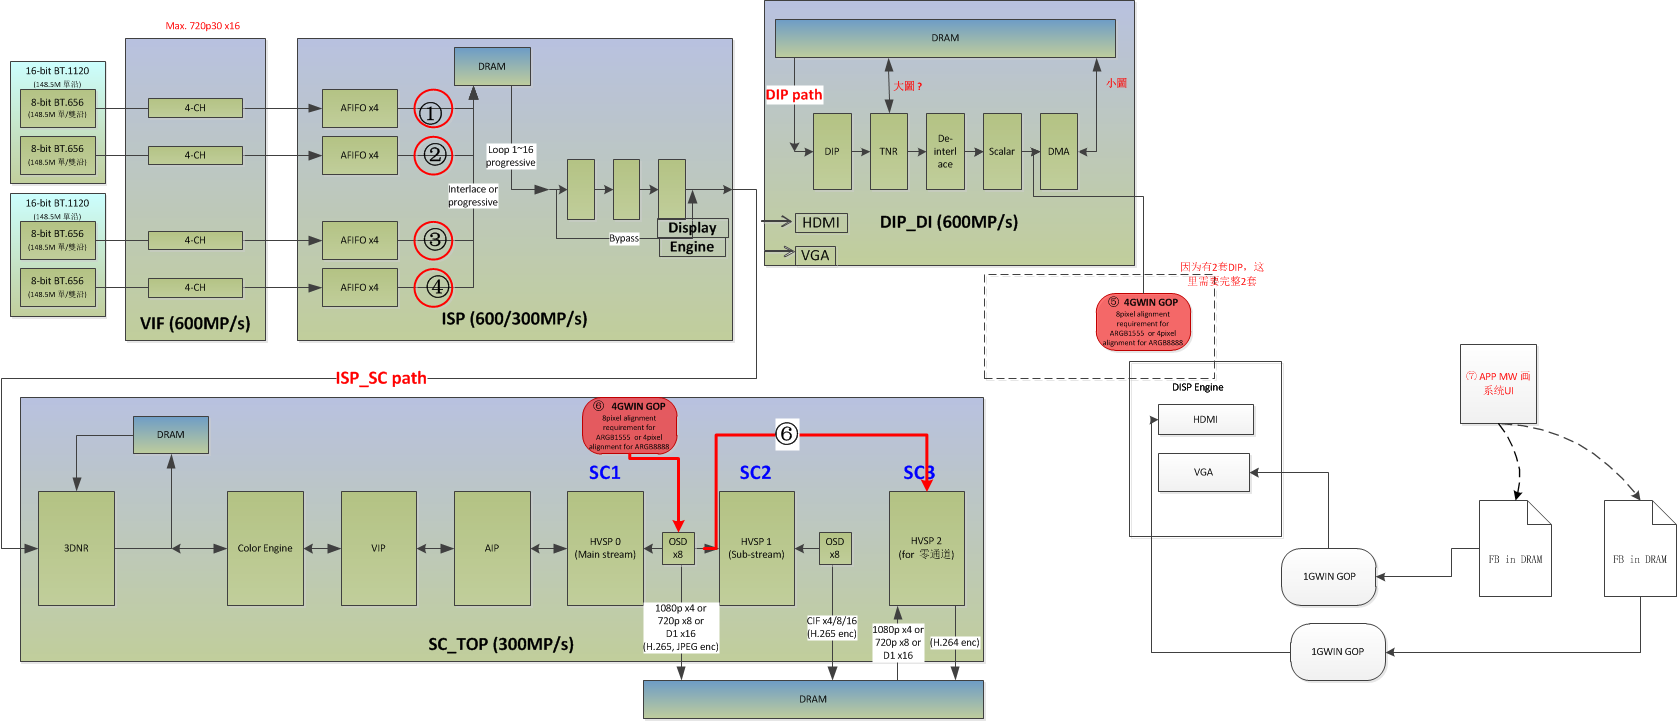 Max. 720p30 x16
16-bit BT.1120
(148.5M 單沿)
8-bit BT.656
(148.5M 單/雙沿)
8-bit BT.656
(148.5M 單/雙沿)
16-bit BT.1120
(148.5M 單沿)
8-bit BT.656
(148.5M 單/雙沿)
8-bit BT.656
(148.5M 單/雙沿)
4-CH
4-CH
4-CH
4-CH
VIF (600MP/s)
DRAM
AFIFO x4
①
AFIFO x4
②
AFIFO x4
③
AFIFO x4
④
Loop 1~16
progressive
Interlace or
progressive
Bypass
Display
Engine
ISP (600/300MP/s)
DRAM
DIP path
大圖？
小圖
DIP
TNR
De-
interl
ace
Scalar
DMA
HDMI
VGA
DIP_DI (600MP/s)
因为有2套DIP，这
里需要完整2套
⑤ 4GWIN GOP
8pixel alignment
requirement for
ARGB1555 or 4pixel
alignment for ARGB8888
DISP Engine
HDMI
VGA
⑦ APP MW 画
系统UI
FB in DRAM
FB in DRAM
1GWIN GOP
1GWIN GOP
ISP_SC path
DRAM
⑥ 4GWIN GOP
8pixel alignment
requirement for
ARGB1555 or 4pixel
alignment for ARGB8888
⑥
SC1
SC2
SC3
3DNR
Color Engine
VIP
AIP
HVSP 0
(Main stream)
OSD
x8
HVSP 1
(Sub-stream)
OSD
x8
HVSP 2
(for 零通道)
1080p x4 or
720p x8 or
D1 x16
(H.265, JPEG enc)
CIF x4/8/16
(H.265 enc)
1080p x4 or
720p x8 or
D1 x16
(H.264 enc)
SC_TOP (300MP/s)
DRAM